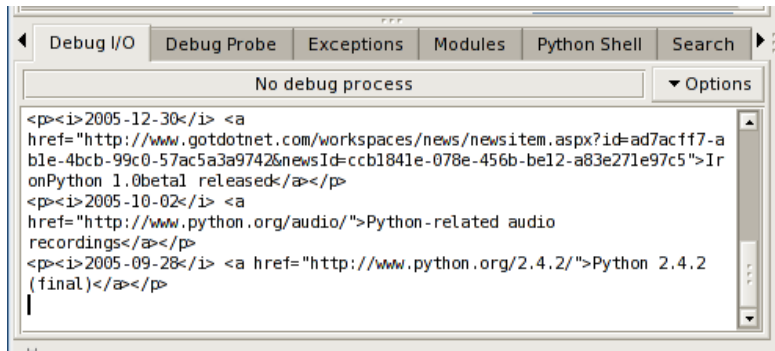 Debug I/O Debug Probe Exceptions Modules Python Shell Search
No debug process Options
<p><i>2005-12-30</i> <a
href="http://www.gotdotnet.com/workspaces/news/newsitem.aspx?id=ad7acff7-a
b1e-4bcb-99c0-57ac5a3a9742&newsId=ccb1841e-078e-456b-be12-a83e271e97c5">Ir
onPython 1.0beta1 released</a></p>
<p><i>2005-10-02</i> <a
href="http://www.python.org/audio/">Python-related audio
recordings</a></p>
<p><i>2005-09-28</i> <a href="http://www.python.org/2.4.2/">Python 2.4.2
(final)</a></p>